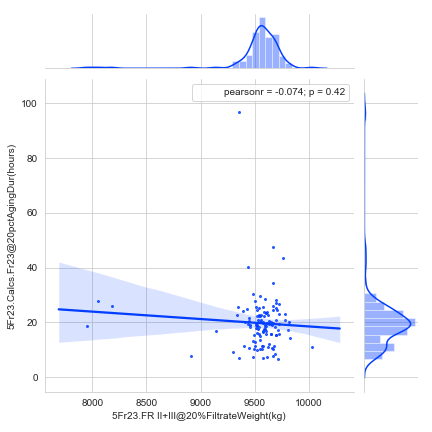 pearsonr = -0.074; p = 0.42
100
80
60
40
20
0
5Fr23.Calcs.Fr23@20pctAgingDur(hours)
8000 8500 9000 9500 10000
5Fr23.FR II+III@20%FiltrateWeight(kg)